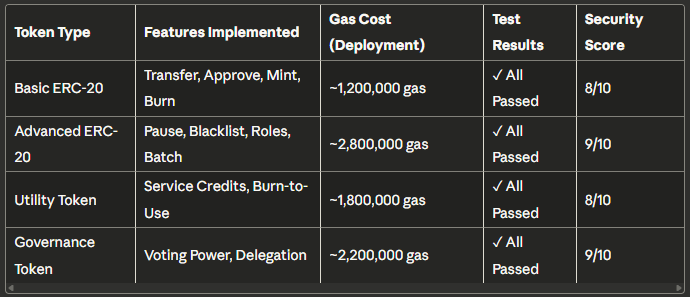 Token Type
Features Implemented
Gas Cost
(Deployment)
Test
Results
Security
Score
Basic ERC-20
Transfer, Approve, Mint,
Burn
~1,200,000 gas
✓ All
Passed
8/10
Advanced ERC-
20
Pause, Blacklist, Roles,
Batch
~2,800,000 gas
✓ All
Passed
9/10
Utility Token
Service Credits, Burn-to-
Use
~1,800,000 gas
✓ All
Passed
8/10
Governance
Token
Voting Power, Delegation
~2,200,000 gas
✓ All
Passed
9/10